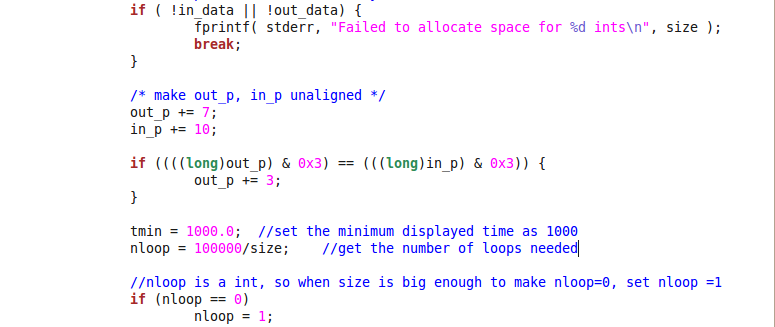 if ( !in_data || !out_data) {
fprintf( stderr, "Failed to allocate space for %d ints\n", size );
break;
}
/* make out_p, in_p unaligned */
out_p += 7;
in_p += 10;
if ((((long)out_p) & 0x3) == (((long)in_p) & 0x3)) {
out_p += 3;
}
tmin = 1000.0;  //set the minimum displayed time as 1000
nloop = 100000/size;    //get the number of loops needed
//nloop is a int, so when size is big enough to make nloop=0, set nloop =1
if (nloop == 0)
nloop = 1;